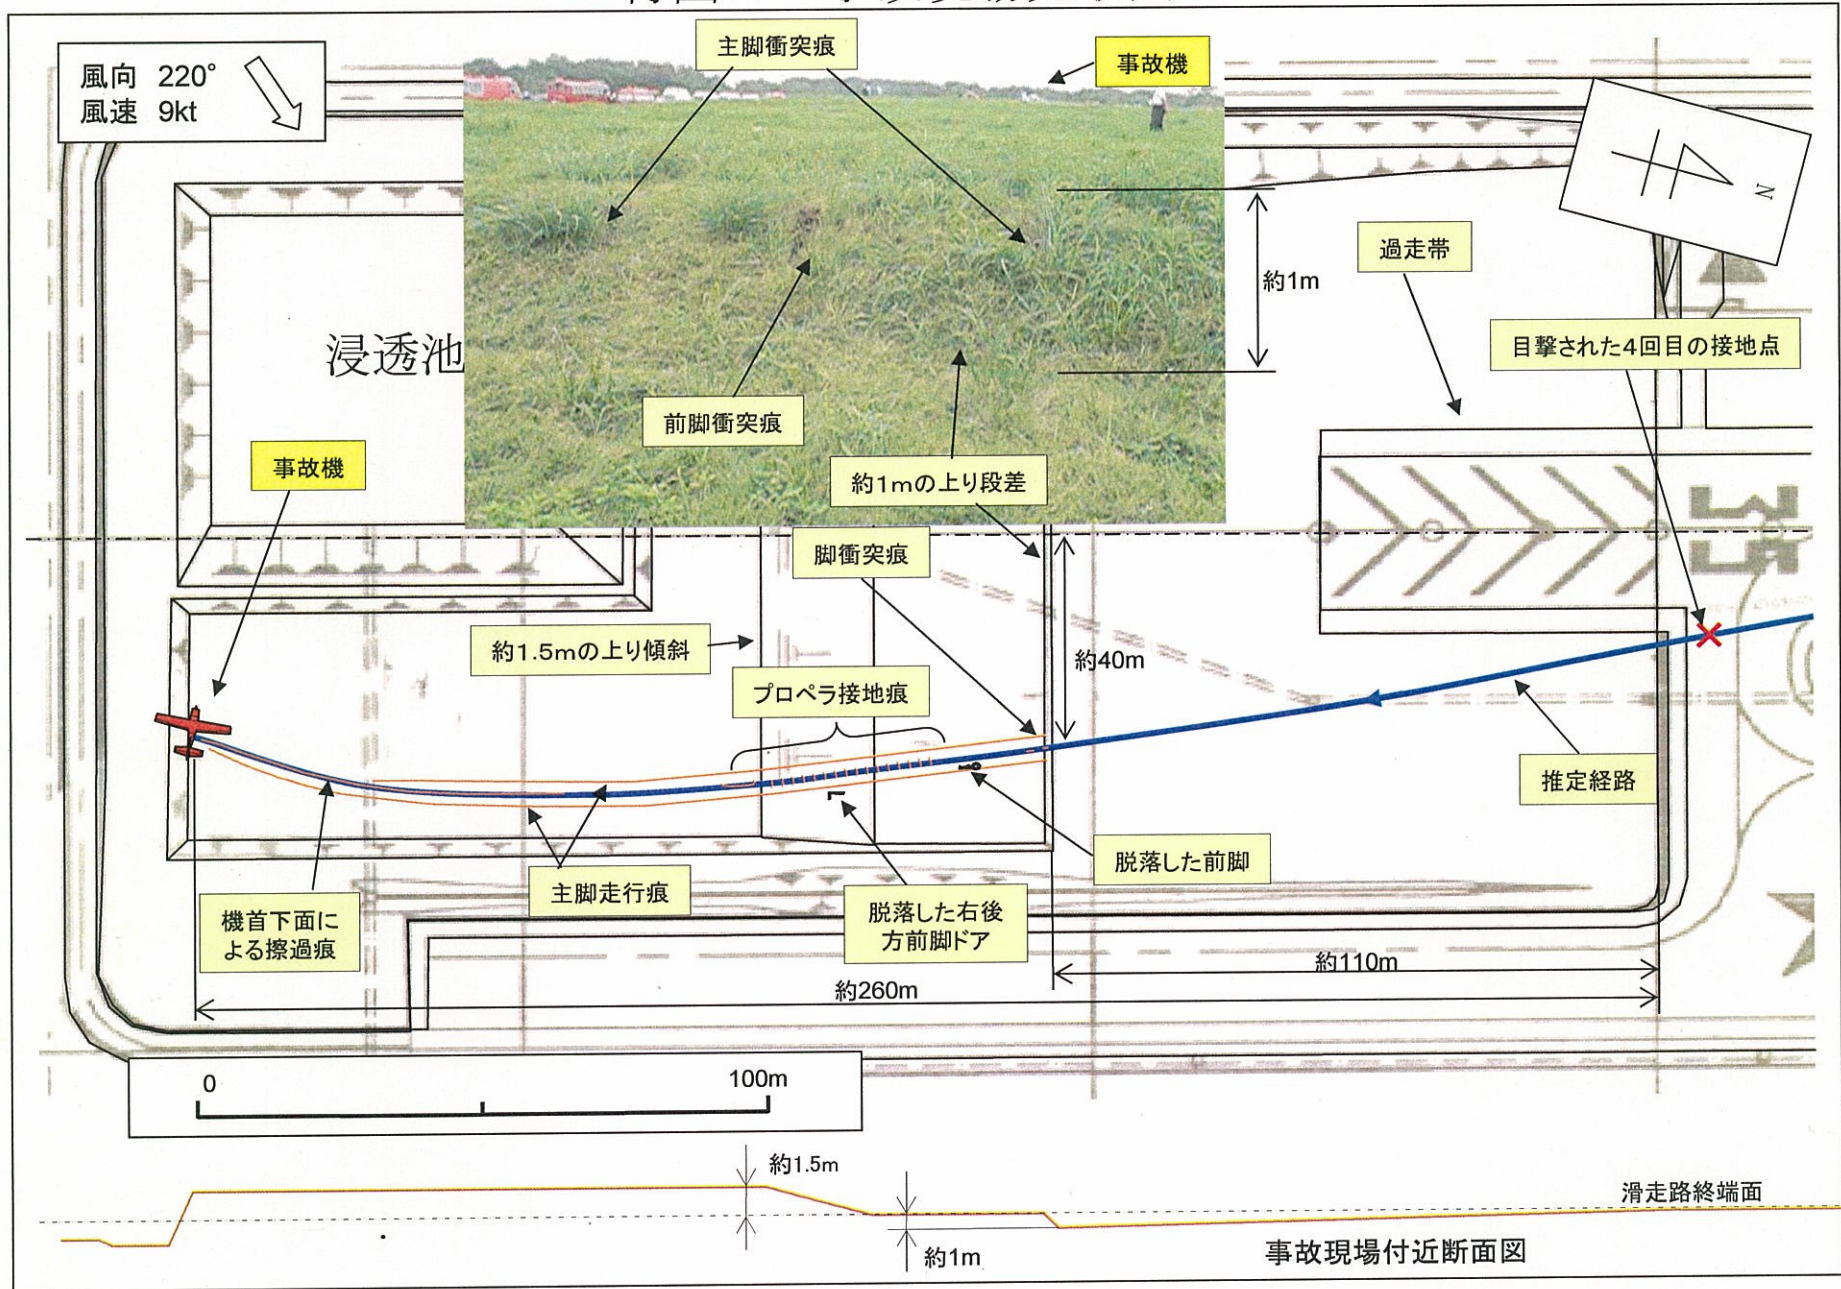 風向 220°
風速 9kt
主脚衝突痕
事故機
N
約1m
過走帯
目撃された4回目の接地点
浸透池
前脚衝突痕
事故機
約1mの上り段差
脚衝突痕
約1.5mの上り傾斜
約40m
プロペラ接地痕
推定経路
脱落した前脚
主脚走行痕
機首下面に
よる擦過痕
脱落した右後
方前脚ドア
約110m
約260m
0 100m
約1.5m
滑走路終端面
約1m
事故現場付近断面図